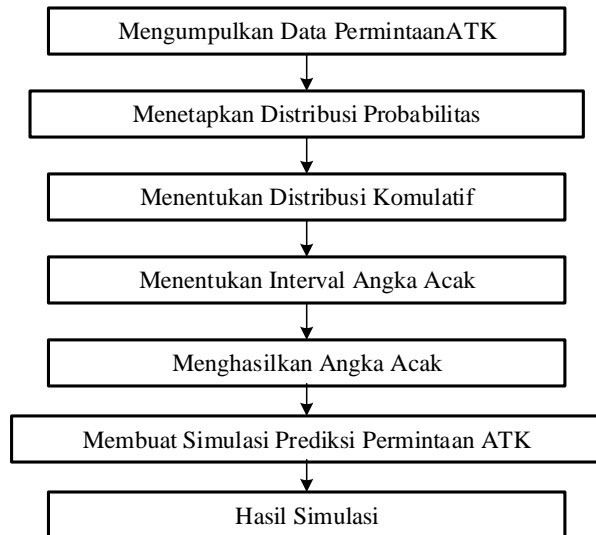 Mengumpulkan Data PermintaanATK
Menetapkan Distribusi Probabilitas
Menentukan Distribusi Komulatif
Menentukan Interval Angka Acak
Menghasilkan Angka Acak
Membuat Simulasi Prediksi Permintaan ATK
Hasil Simulasi